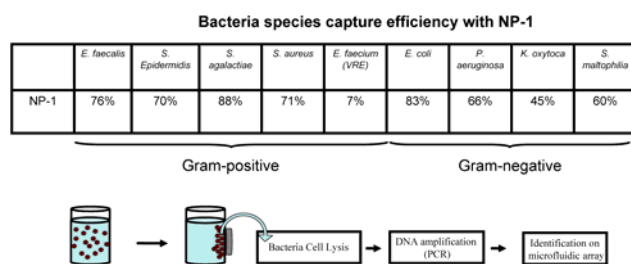 Bacteria species capture efficiency with NP-1
E. faecalis S. Epidermidis S. agalactiae S. aureus E. faecium (VRE) E. coli P. aeruginosa K. oxytoca S. maltophilia
NP-1 76% 70% 88% 71% 7% 83% 66% 45% 60%
Gram-positive Gram-negative
Bacteria Cell Lysis
DNA amplification
(PCR)
Identification on
microfluidic array